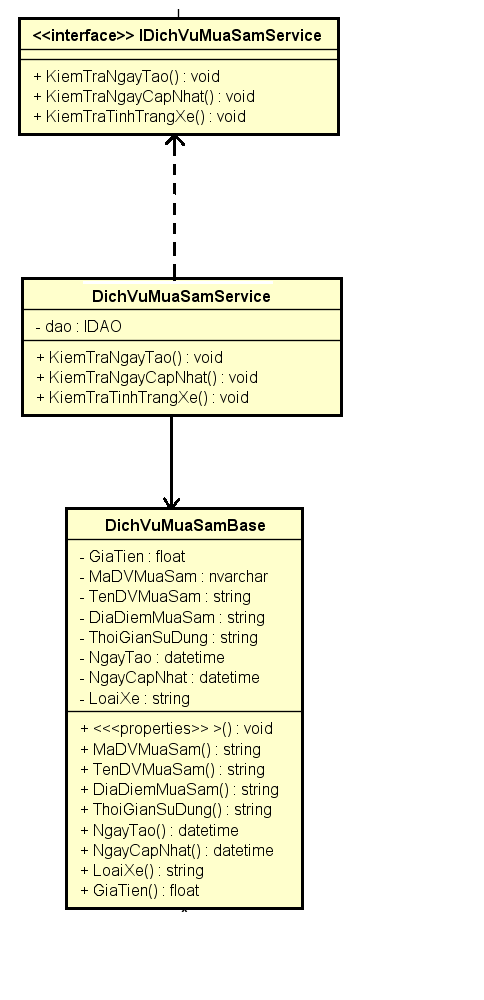 <<interface>> IDichVuMuaSamService
+ KiemTraNgayTao() : void
+ KiemTraNgayCapNhat() : void
+ KiemTraTinhTrangXe() : void
DichVuMuaSamService
- dao : IDAO
+ KiemTraNgayTao() : void
+ KiemTraNgayCapNhat() : void
+ KiemTraTinhTrangXe() : void
DichVuMuaSamBase
- GiaTien : float
- MaDVMuaSam : nvarchar
- TenDVMuaSam : string
- DiaDiemMuaSam : string
- ThoiGianSuDung : string
- NgayTao : datetime
- NgayCapNhat : datetime
- LoaiXe : string
+ <<<properties>> >() : void
+ MaDVMuaSam() : string
+ TenDVMuaSam() : string
+ DiaDiemMuaSam() : string
+ ThoiGianSuDung() : string
+ NgayTao() : datetime
+ NgayCapNhat() : datetime
+ LoaiXe() : string
+ GiaTien() : float